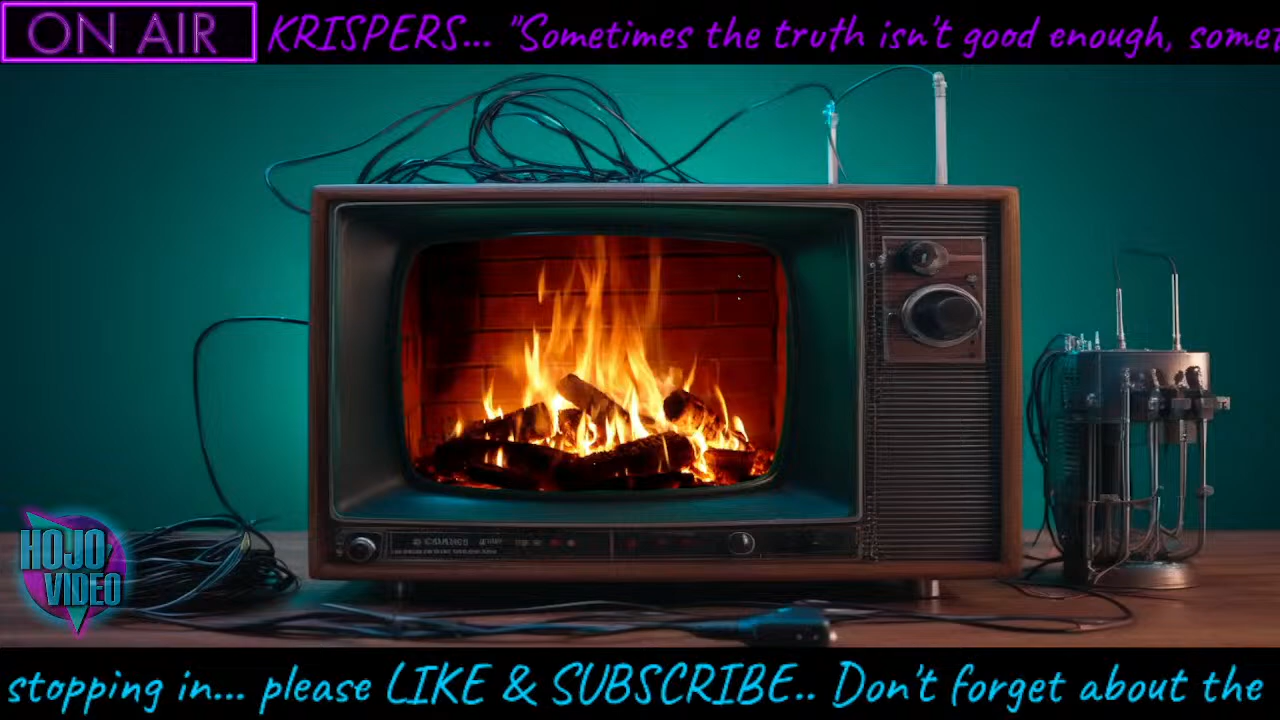 ON AIR
KRISPERS... "Sometimes the truth isn't good enough, somet
HOJO
VIDEO
stopping in... please LIKE & SUBSCRIBE.. Don't forget about the